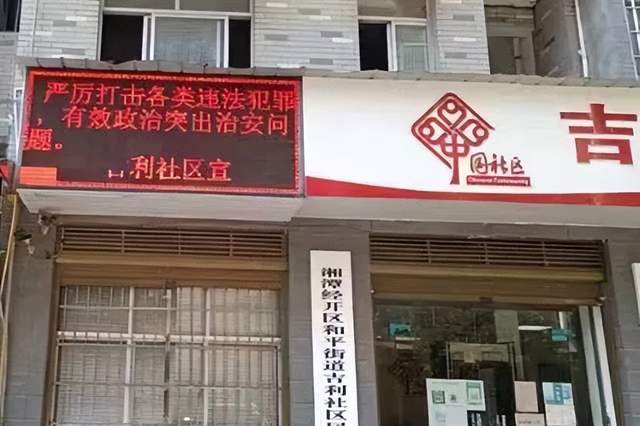 严厉打击各类违法犯罪
，有效政治突出治安问
题。
吉利社区宣
中国社区
Chinese Community
吉
湘潭经开区和平街道吉利社区